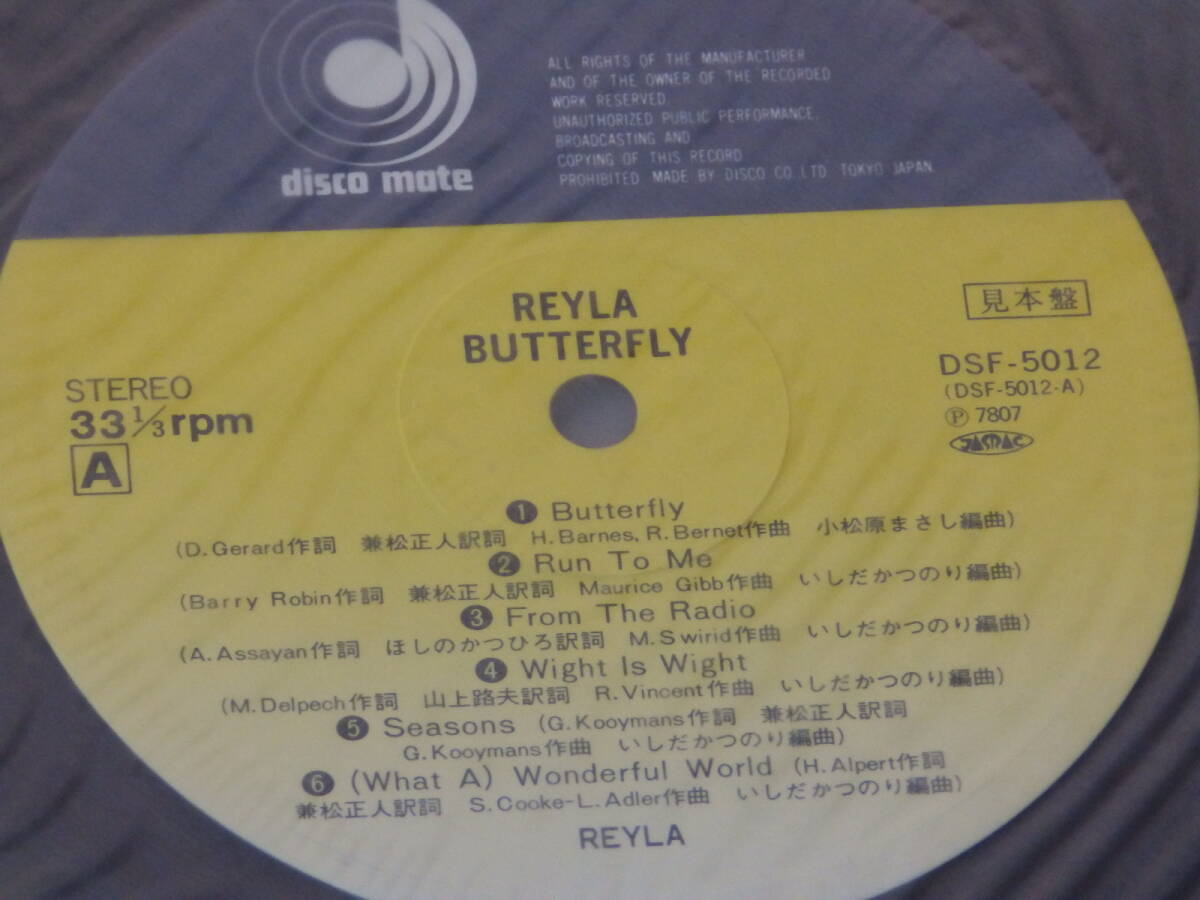 disco mate
ALL RIGHTS OF THE MANUFACTURER
AND OF THE OWNER OF THE RECORDED
WORK RESERVED.
UNAUTHORIZED PUBLIC PERFORMANCE,
BROADCASTING AND
COPYING OF THIS RECORD
PROHIBITED MADE BY DISCO CO. LTD. TOKYO JAPAN.
REYLA
BUTTERFLY
見本盤
STEREO
33 1/3 rpm
A
DSF-5012
(DSF-5012-A)
Ⓟ 7807
JASRAC
❶ Butterfly
(D.Gerard作詞 兼松正人訳詞 H.Barnes, R.Bernet作曲 小松原まさし編曲)
❷ Run To Me
(Barry Robin作詞 兼松正人訳詞 Maurice Gibb作曲 いしだかつのり編曲)
❸ From The Radio
(A.Assayan作詞 ほしのかつひろ訳詞 M.Swirid作曲 いしだかつのり編曲)
❹ Wight Is Wight
(M.Delpech作詞 山上路夫訳詞 R.Vincent作曲 いしだかつのり編曲)
❺ Seasons (G.Kooymans作詞 兼松正人訳詞
G.Kooymans作曲 いしだかつのり編曲)
❻ (What A) Wonderful World (H.Alpert作詞
兼松正人訳詞 S.Cooke-L.Adler作曲 いしだかつのり編曲)
REYLA